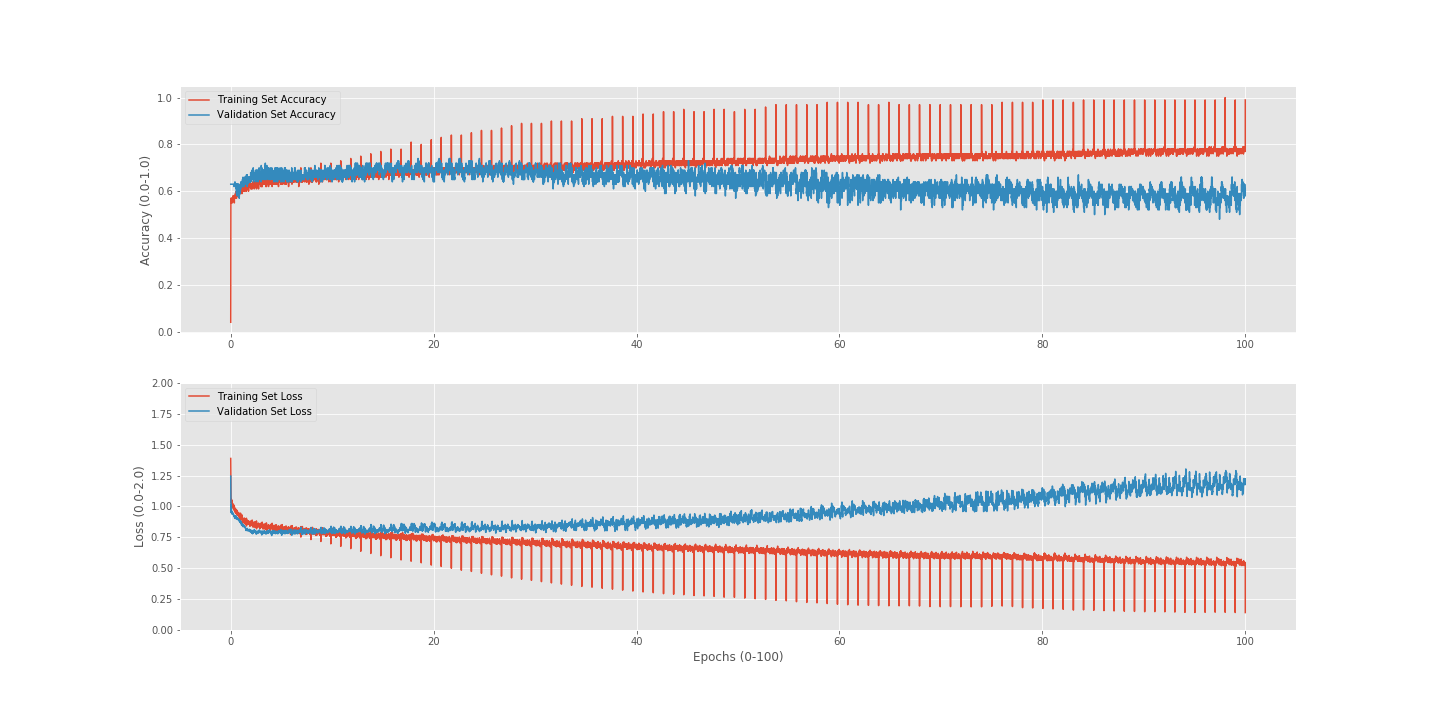 Training Set Accuracy
Validation Set Accuracy
Accuracy (0.0-1.0)
1.0
0.8
0.6
0.4
0.2
0.0
0 20 40 60 80 100
Training Set Loss
Validation Set Loss
Loss (0.0-2.0)
2.00
1.75
1.50
1.25
1.00
0.75
0.50
0.25
0.00
0 20 40 60 80 100
Epochs (0-100)